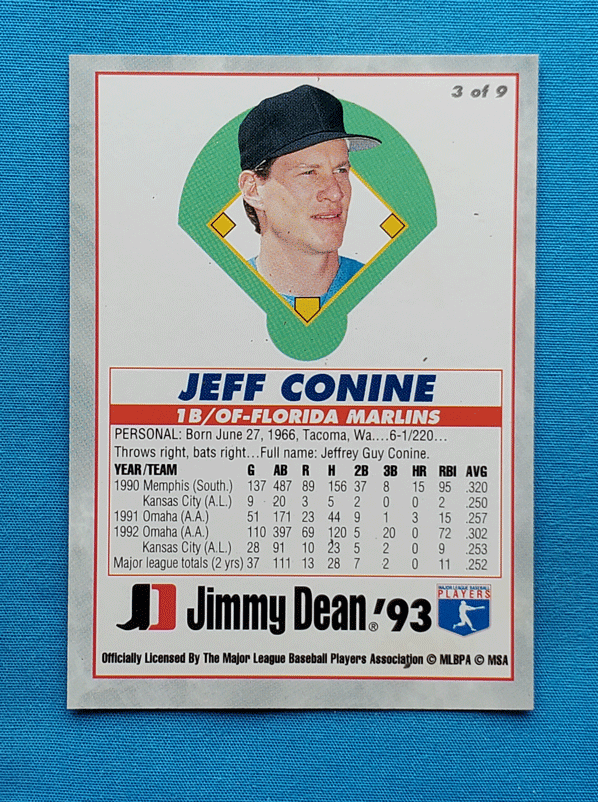 3 of 9
JEFF CONINE
1B/OF-FLORIDA MARLINS
PERSONAL: Born June 27, 1966, Tacoma, Wa....6-1/220...
Throws right, bats right...Full name: Jeffrey Guy Conine.
YEAR/TEAM G AB R H 2B 3B HR RBI AVG
1990 Memphis (South.) 137 487 89 156 37 8 15 95 .320
Kansas City (A.L.) 9 20 3 5 2 0 0 2 .250
1991 Omaha (A.A.) 51 171 23 44 9 1 3 15 .257
1992 Omaha (A.A.) 110 397 69 120 5 20 0 72 .302
Kansas City (A.L.) 28 91 10 23 5 2 0 9 .253
Major league totals (2 yrs) 37 111 13 28 7 2 0 11 .252
JD Jimmy Dean® '93
MAJOR LEAGUE BASEBALL
PLAYERS
Officially Licensed By The Major League Baseball Players Association © MLBPA © MSA